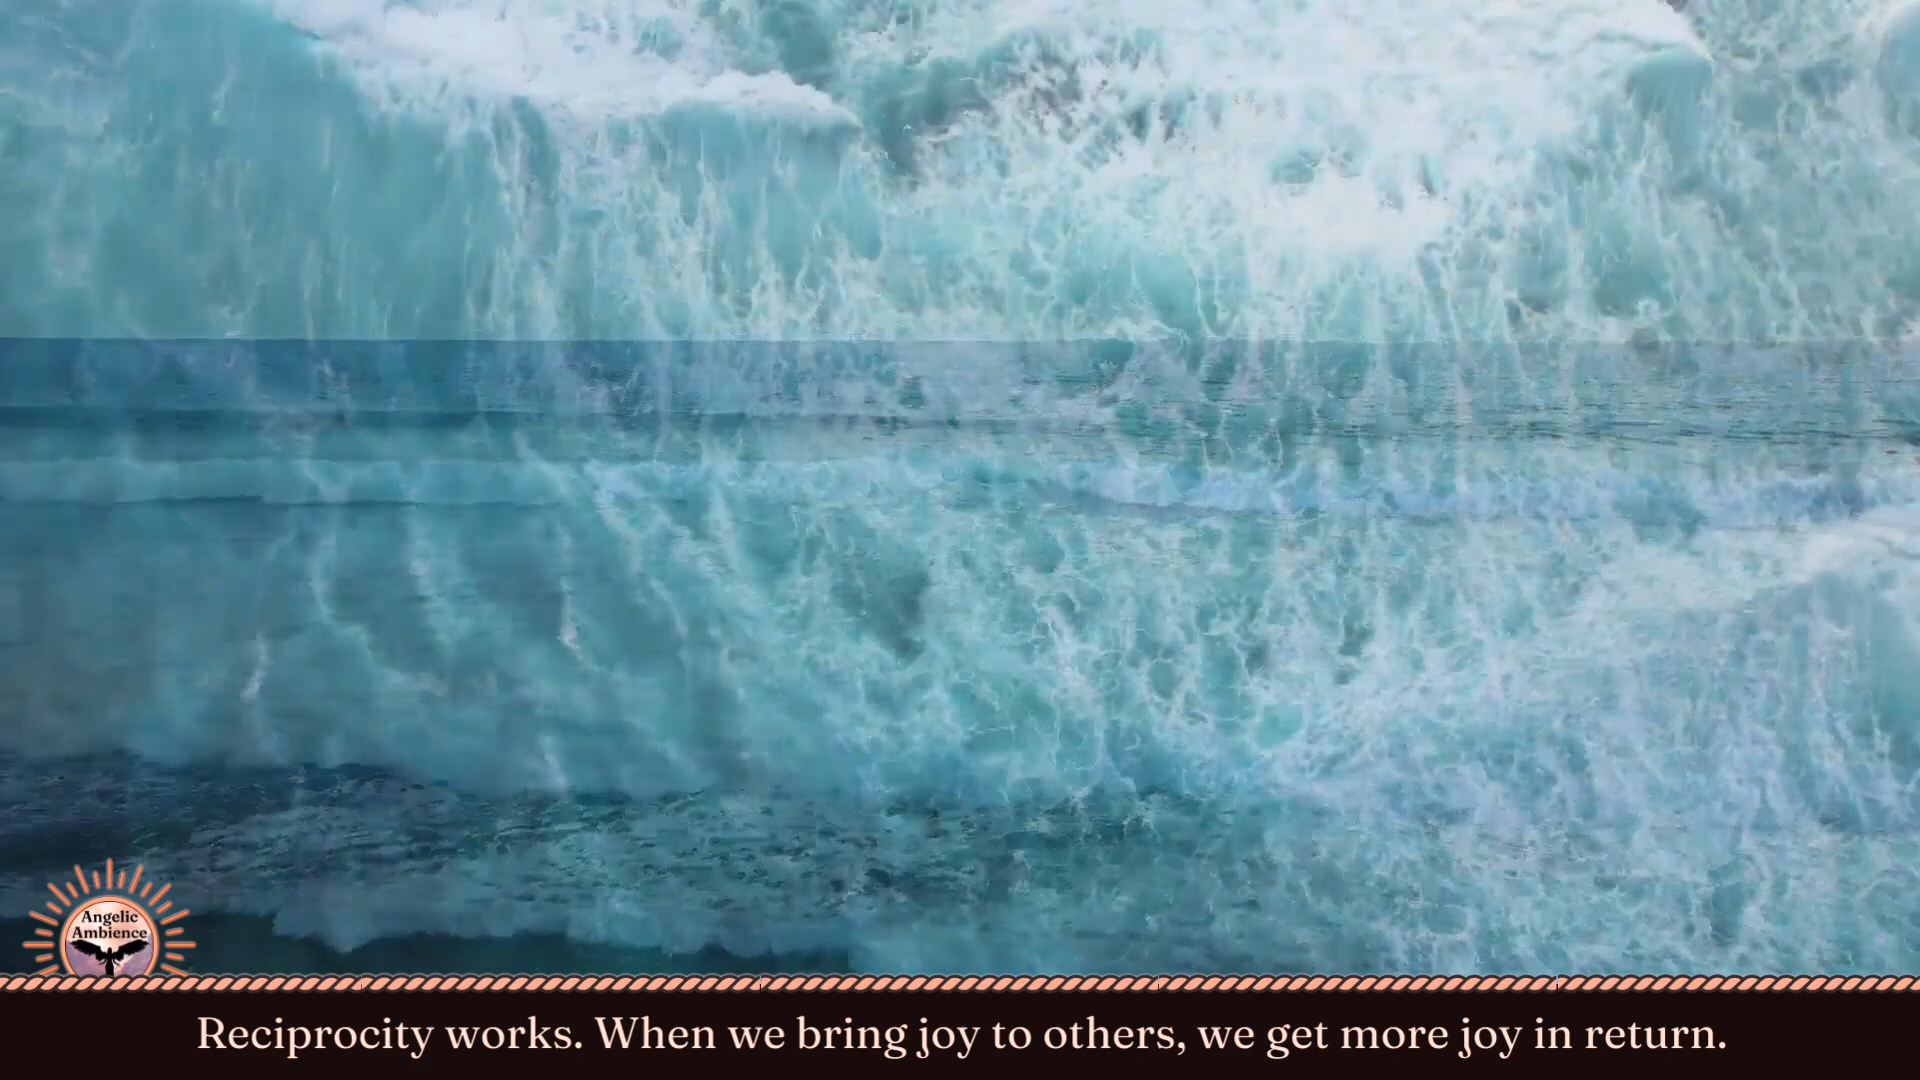 Angelic
Ambience
Reciprocity works. When we bring joy to others, we get more joy in return.